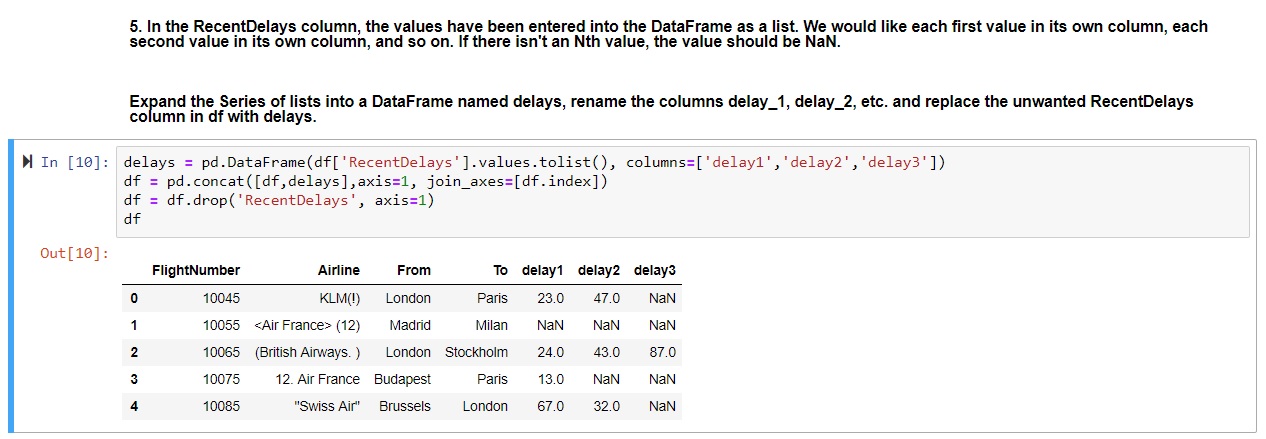 5. In the RecentDelays column, the values have been entered into the DataFrame as a list. We would like each first value in its own column, each
second value in its own column, and so on. If there isn't an Nth value, the value should be NaN.
Expand the Series of lists into a DataFrame named delays, rename the columns delay_1, delay_2, etc. and replace the unwanted RecentDelays
column in df with delays.
In [10]: delays = pd.DataFrame(df['RecentDelays'].values.tolist(), columns=['delay1','delay2','delay3'])
df = pd.concat([df,delays],axis=1, join_axes=[df.index])
df = df.drop('RecentDelays', axis=1)
df
Out[10]:
FlightNumber Airline From To delay1 delay2 delay3
0 10045 KLM(!) London Paris 23.0 47.0 NaN
1 10055 <Air France> (12) Madrid Milan NaN NaN NaN
2 10065 (British Airways. ) London Stockholm 24.0 43.0 87.0
3 10075 12. Air France Budapest Paris 13.0 NaN NaN
4 10085 "Swiss Air" Brussels London 67.0 32.0 NaN